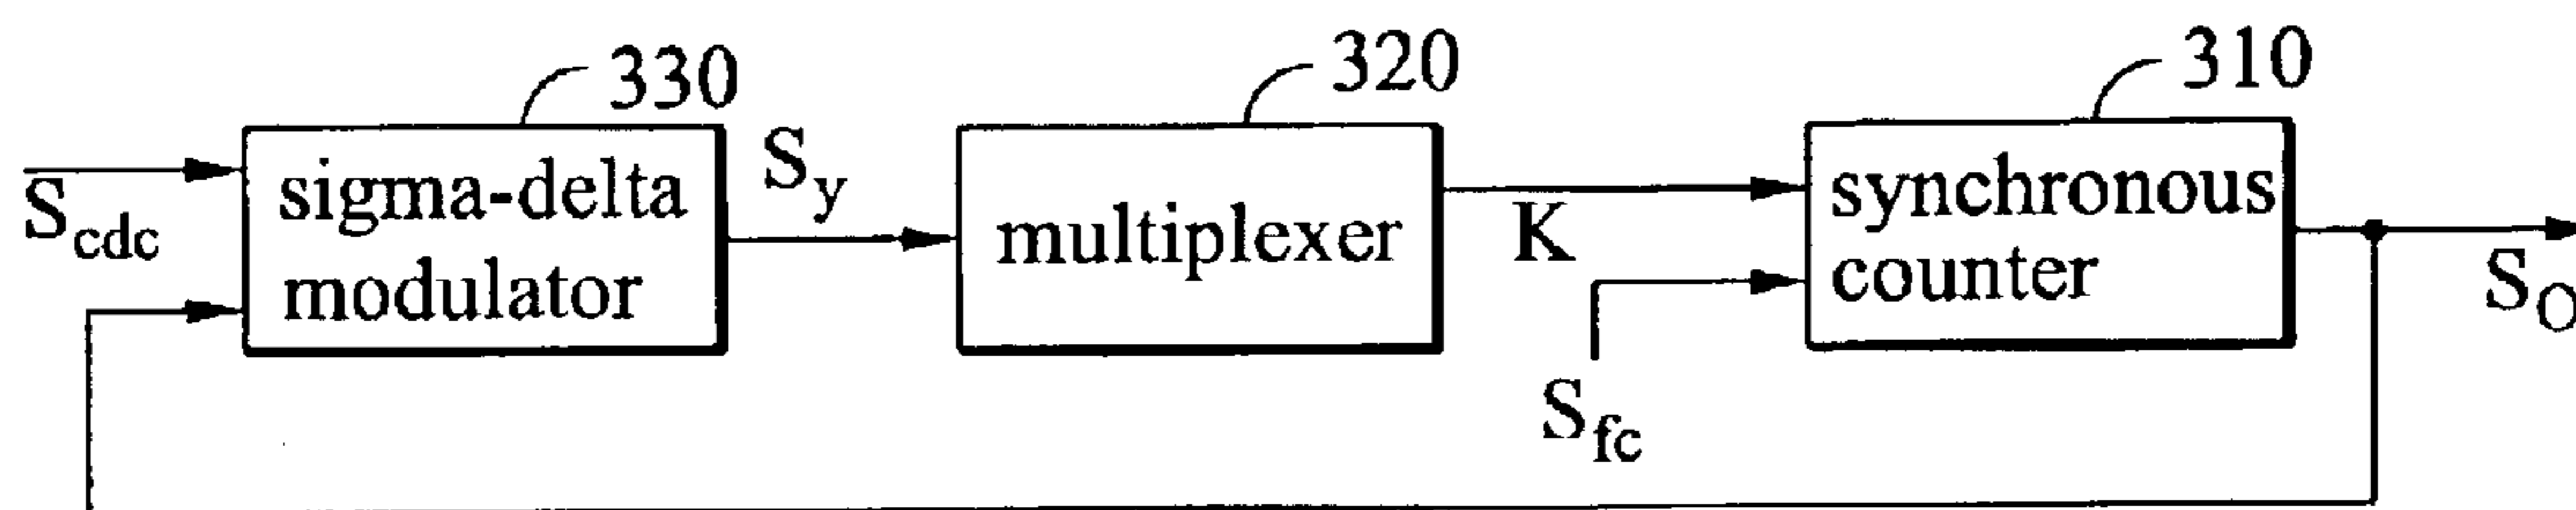 330
320
310
S_cdc
sigma-delta
modulator
S_y
multiplexer
K
S_fc
synchronous
counter
S_O